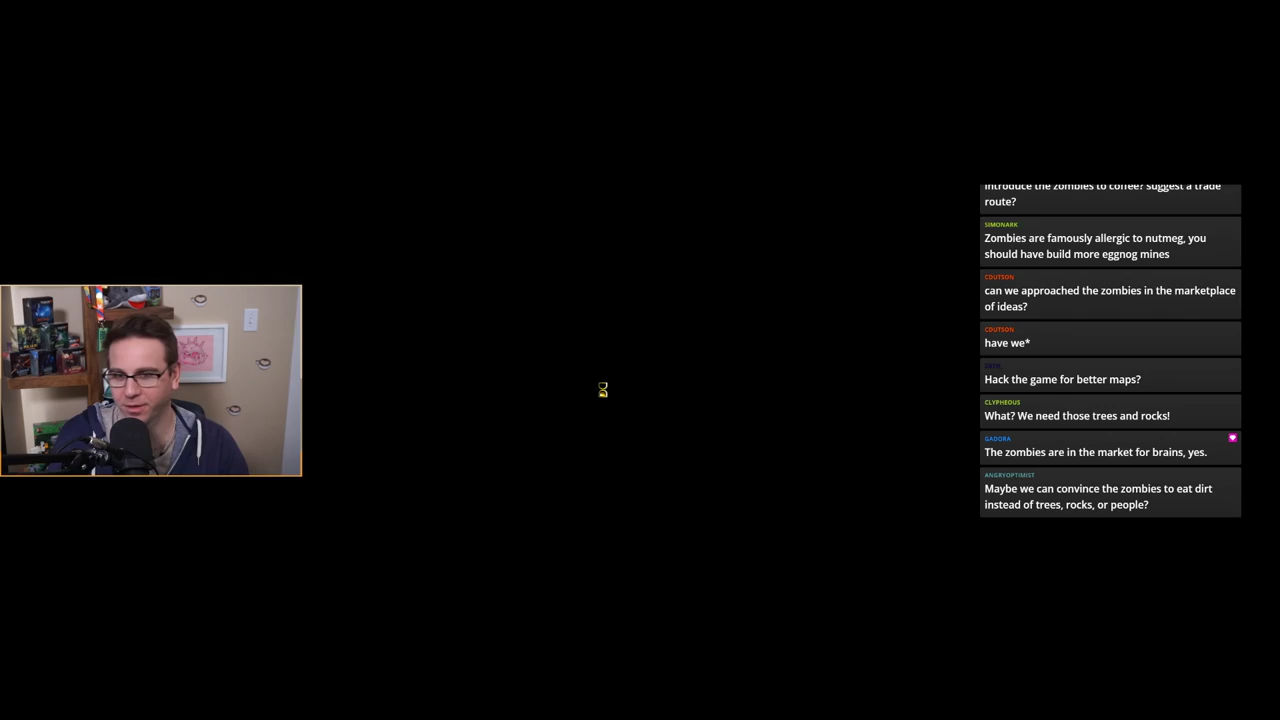 introduce the zombies to coffee? suggest a trade
route?
SIMONARK
Zombies are famously allergic to nutmeg, you
should have build more eggnog mines
CDUTSON
can we approached the zombies in the marketplace
of ideas?
CDUTSON
have we*
Hack the game for better maps?
CLYPHEOUS
What? We need those trees and rocks!
GADORA
The zombies are in the market for brains, yes.
ANGRYOPTIMIST
Maybe we can convince the zombies to eat dirt
instead of trees, rocks, or people?